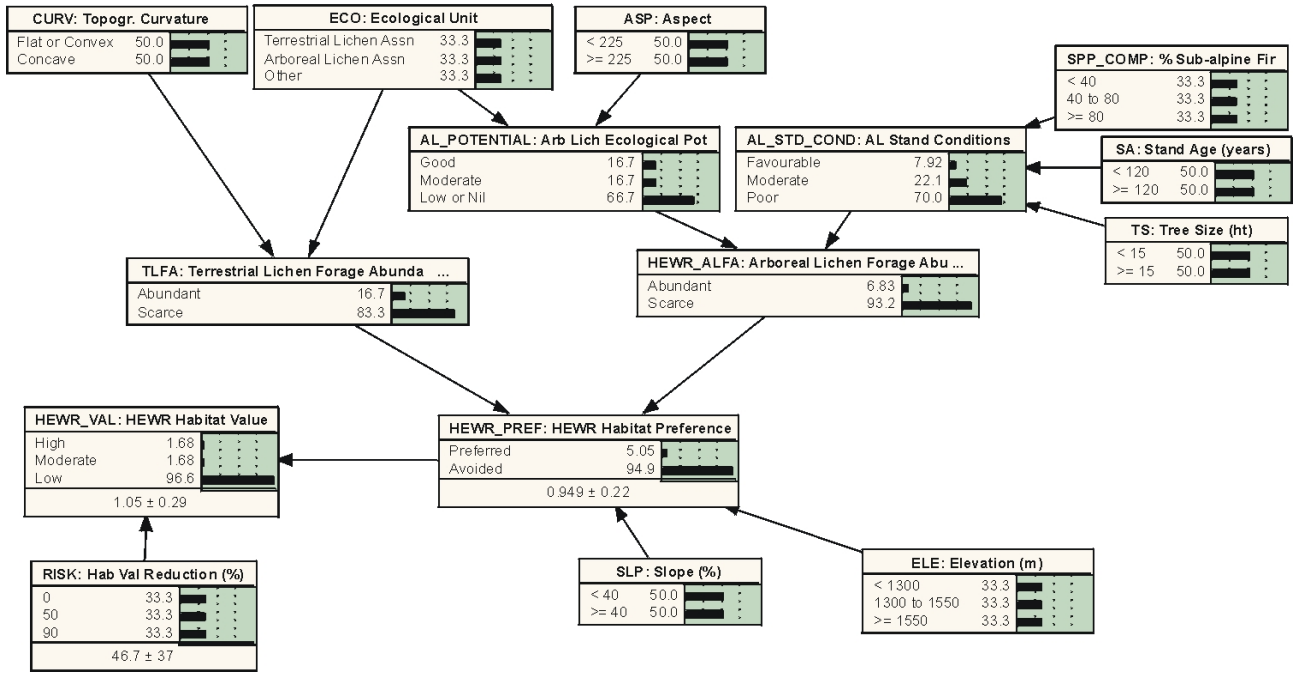 CURV: Topogr. Curvature
Flat or Convex 50.0
Concave 50.0
ECO: Ecological Unit
Terrestrial Lichen Assn 33.3
Arboreal Lichen Assn 33.3
Other 33.3
ASP: Aspect
< 225 50.0
>= 225 50.0
SPP_COMP: % Sub-alpine Fir
< 40 33.3
40 to 80 33.3
>= 80 33.3
AL_POTENTIAL: Arb Lich Ecological Pot
Good 16.7
Moderate 16.7
Low or Nil 66.7
AL_STD_COND: AL Stand Conditions
Favourable 7.92
Moderate 22.1
Poor 70.0
SA: Stand Age (years)
< 120 50.0
>= 120 50.0
TS: Tree Size (ht)
< 15 50.0
>= 15 50.0
TLFA: Terrestrial Lichen Forage Abunda ...
Abundant 16.7
Scarce 83.3
HEWR_ALFA: Arboreal Lichen Forage Abu ...
Abundant 6.83
Scarce 93.2
HEWR_VAL: HEWR Habitat Value
High 1.68
Moderate 1.68
Low 96.6
1.05 ± 0.29
HEWR_PREF: HEWR Habitat Preference
Preferred 5.05
Avoided 94.9
0.949 ± 0.22
RISK: Hab Val Reduction (%)
0 33.3
50 33.3
90 33.3
46.7 ± 37
SLP: Slope (%)
< 40 50.0
>= 40 50.0
ELE: Elevation (m)
< 1300 33.3
1300 to 1550 33.3
>= 1550 33.3